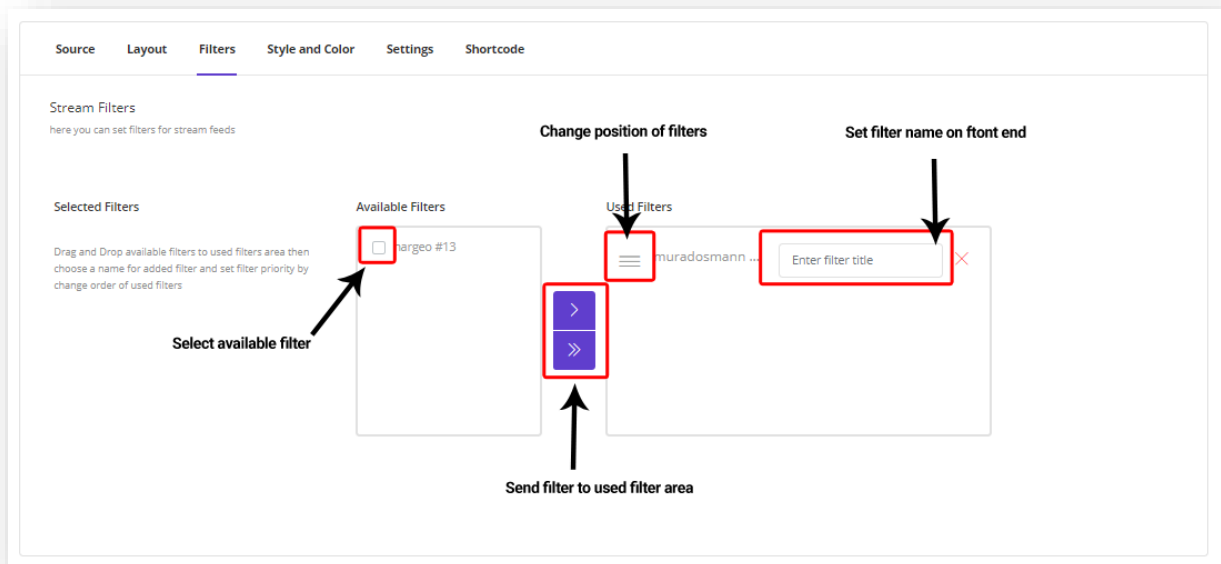 Source Layout Filters Style and Color Settings Shortcode
Stream Filters
here you can set filters for stream feeds
Change position of filters
Set filter name on ftont end
Selected Filters
Available Filters
Used Filters
Drag and Drop available filters to used filters area then
choose a name for added filter and set filter priority by
change order of used filters
#13
muradosmann ...
Enter filter title
Select available filter
Send filter to used filter area